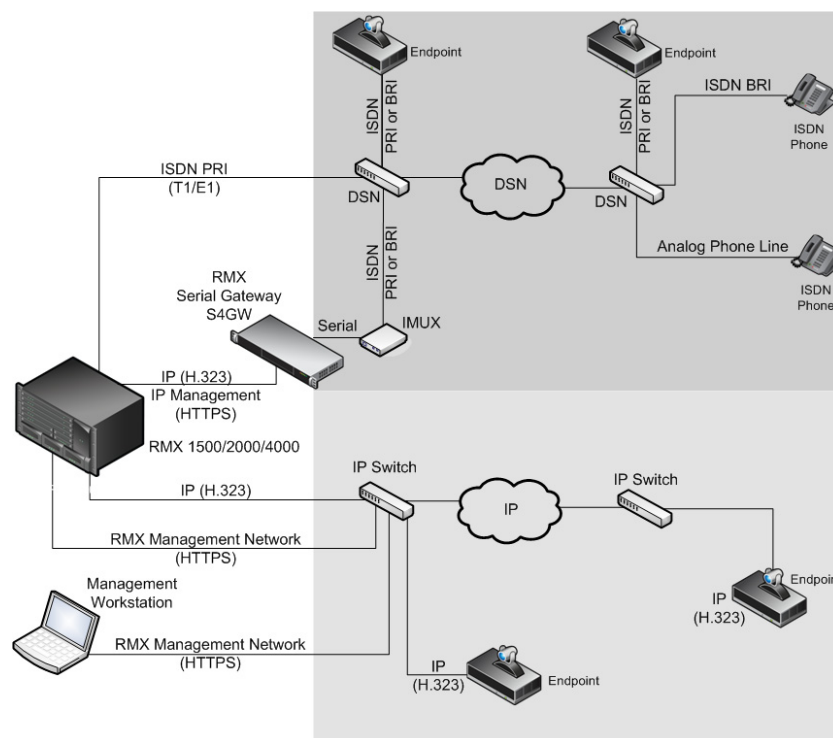 Endpoint
Endpoint
ISDN
PRI or BRI
ISDN
PRI or BRI
ISDN BRI
ISDN
Phone
ISDN PRI
(T1/E1)
DSN
DSN
DSN
Analog Phone Line
ISDN
Phone
ISDN
PRI or BRI
RMX
Serial Gateway
S4GW
Serial
IMUX
IP (H.323)
IP Management
(HTTPS)
RMX 1500/2000/4000
IP Switch
IP Switch
IP (H.323)
IP
RMX Management Network
(HTTPS)
Management
Workstation
Endpoint
IP
(H.323)
RMX Management Network
(HTTPS)
IP
(H.323)
Endpoint